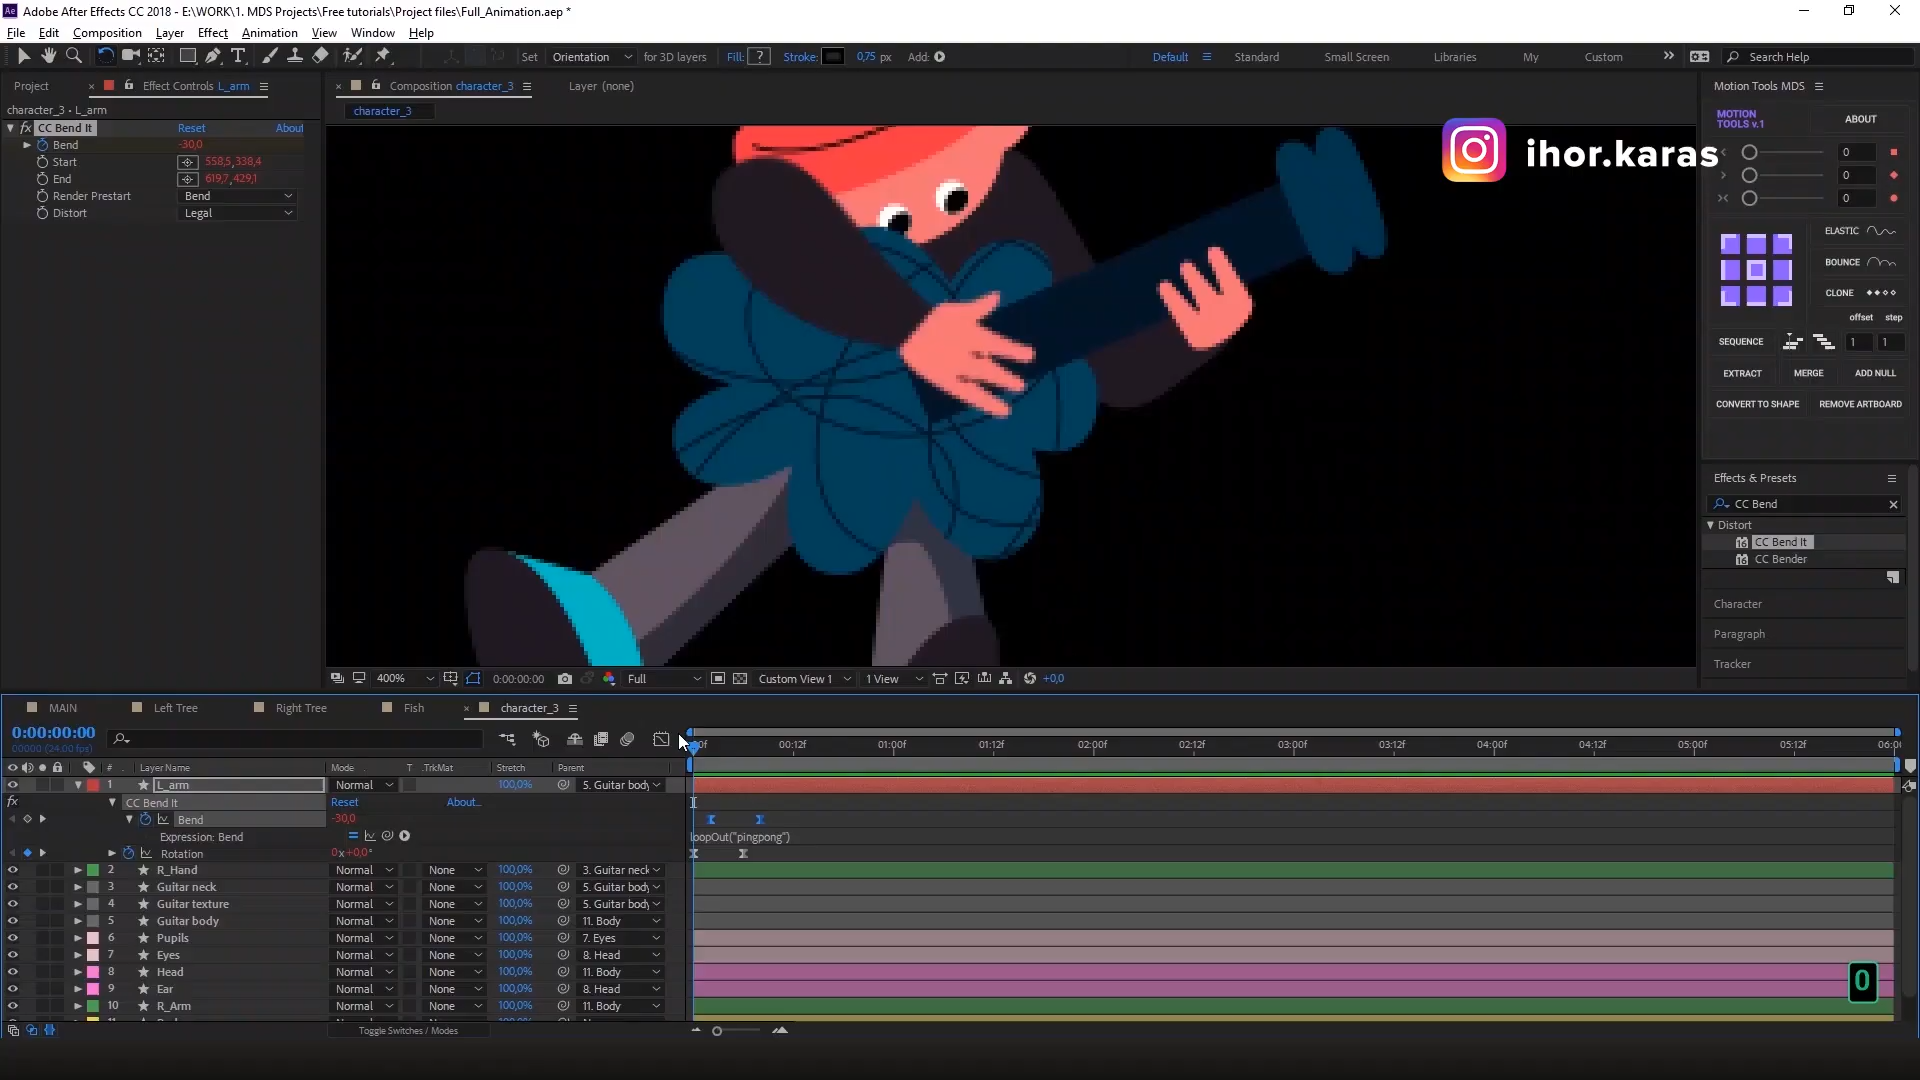 Adobe After Effects CC 2018 - E:\WORK\1. MDS Projects\Free tutorials\Project files\Full_Animation.aep *
File Edit Composition Layer Effect Animation View Window Help
Set Orientation for 3D layers Fill: ? Stroke: 0,75 px Add: Default Standard Small Screen Libraries My Custom Search Help
Project Effect Controls L_arm
character_3 • L_arm
fx CC Bend It Reset About
Bend -30,0
Start 558,5,338,4
End 619,7,429,1
Render Prestart Bend
Distort Legal
Composition character_3 Layer (none)
character_3
ihor.karas
Motion Tools MDS
MOTION TOOLS v.1 ABOUT
0
0
0
ELASTIC
BOUNCE
CLONE
offset step
SEQUENCE 1 1
EXTRACT MERGE ADD NULL
CONVERT TO SHAPE REMOVE ARTBOARD
Effects & Presets
CC Bend
Distort
CC Bend It
CC Bender
Character
Paragraph
Tracker
400% 0:00:00:00 Full Custom View 1 1 View +0,0
MAIN Left Tree Right Tree Fish character_3
0:00:00:00
00000 (24.00 fps)
00:12f 01:00f 01:12f 02:00f 02:12f 03:00f 03:12f 04:00f 04:12f 05:00f 05:12f 06:00
# Layer Name Mode T .TrkMat Stretch Parent
1 L_arm Normal 100,0% 5. Guitar body
fx CC Bend It Reset About...
Bend -30,0
Expression: Bend loopOut("pingpong")
Rotation 0x+0,0°
2 R_Hand Normal None 100,0% 3. Guitar neck
3 Guitar neck Normal None 100,0% 5. Guitar body
4 Guitar texture Normal None 100,0% 5. Guitar body
5 Guitar body Normal None 100,0% 11. Body
6 Pupils Normal None 100,0% 7. Eyes
7 Eyes Normal None 100,0% 8. Head
8 Head Normal None 100,0% 11. Body
9 Ear Normal None 100,0% 8. Head
10 R_Arm Normal None 100,0% 11. Body
Toggle Switches / Modes
0